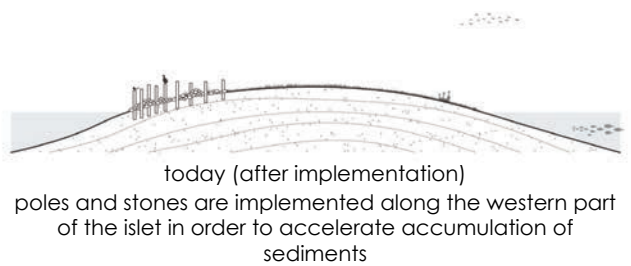 today (after implementation)
poles and stones are implemented along the western part
of the islet in order to accelerate accumulation of
sediments